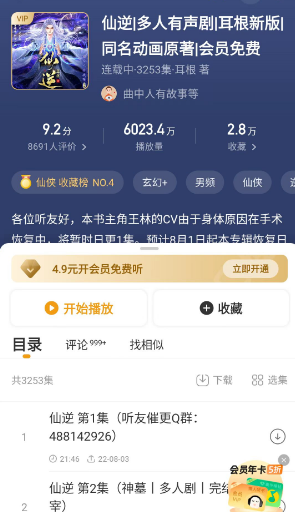 VIP
仙逆
仙逆|多人有声剧|耳根新版|
同名动画原著|会员免费
连载中·3253集·耳根 著
曲中人有故事等
9.2分 6023.4万 2.8万
8691人评价 > 播放量 收藏 >
仙侠 收藏榜 NO.4 玄幻+ 男频 仙侠
各位听友好，本书主角王林的CV由于身体原因在手术
恢复中，将暂时日更1集。预计8月1日起本专辑恢复日
4.9元开会员免费听 立即开通
开始播放 收藏
目录 评论 999+ 找相似
共3253集 下载 选集
仙逆 第1集（听友催更Q群：
1 488142926）
21:46 22-08-03
会员年卡 5折
仙逆 第2集（神墓丨多人剧丨完结
2 宰）